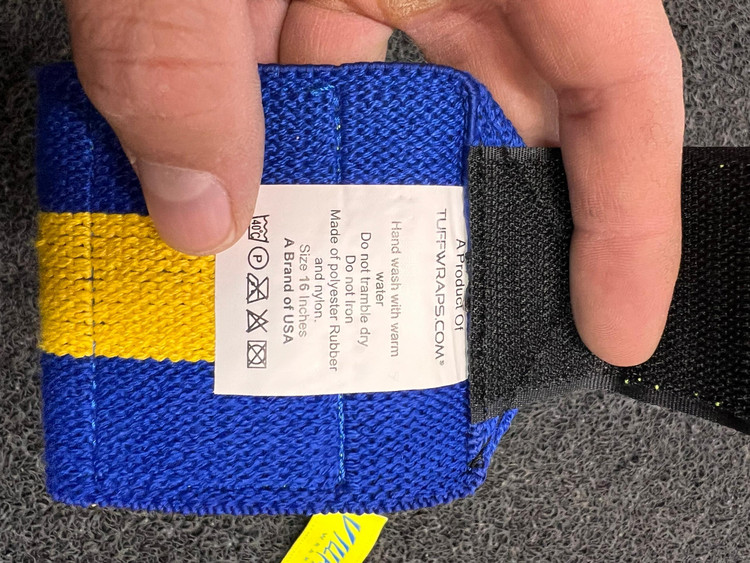 A Product Of
TUFFWRAPS.COM®
Hand wash with warm
water
Do not tramble dry
Do not Iron
Made of polyester Rubber
and nylon.
Size 16 Inches
A Brand of USA
40°C P